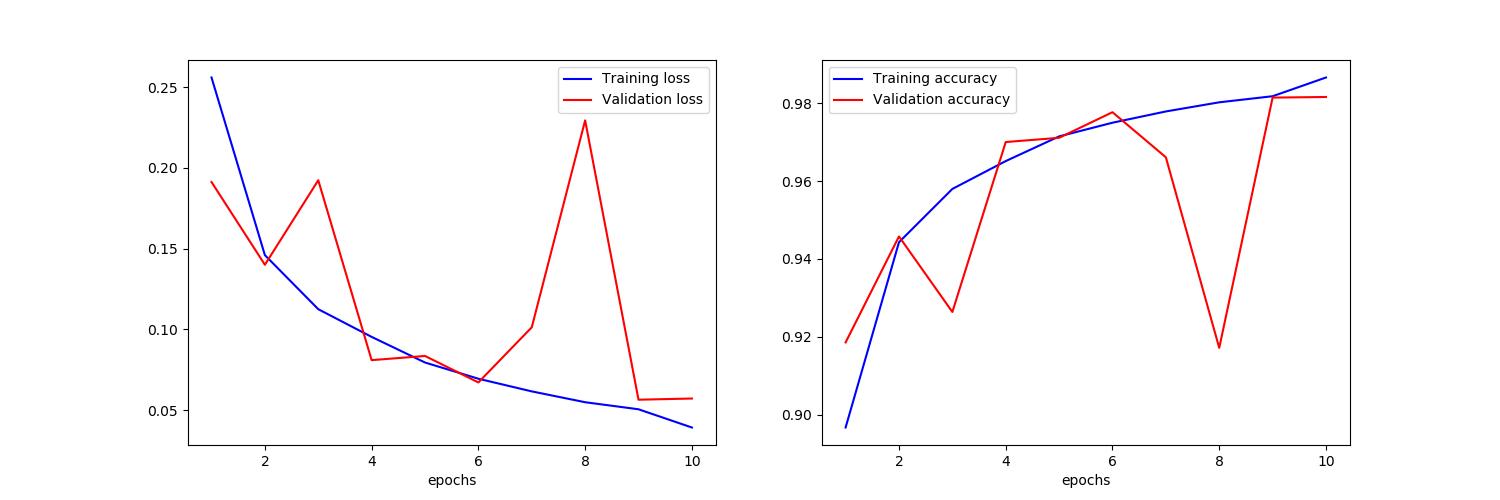 Training loss
Validation loss
0.25
0.20
0.15
0.10
0.05
2 4 6 8 10
epochs
Training accuracy
Validation accuracy
0.98
0.96
0.94
0.92
0.90
2 4 6 8 10
epochs